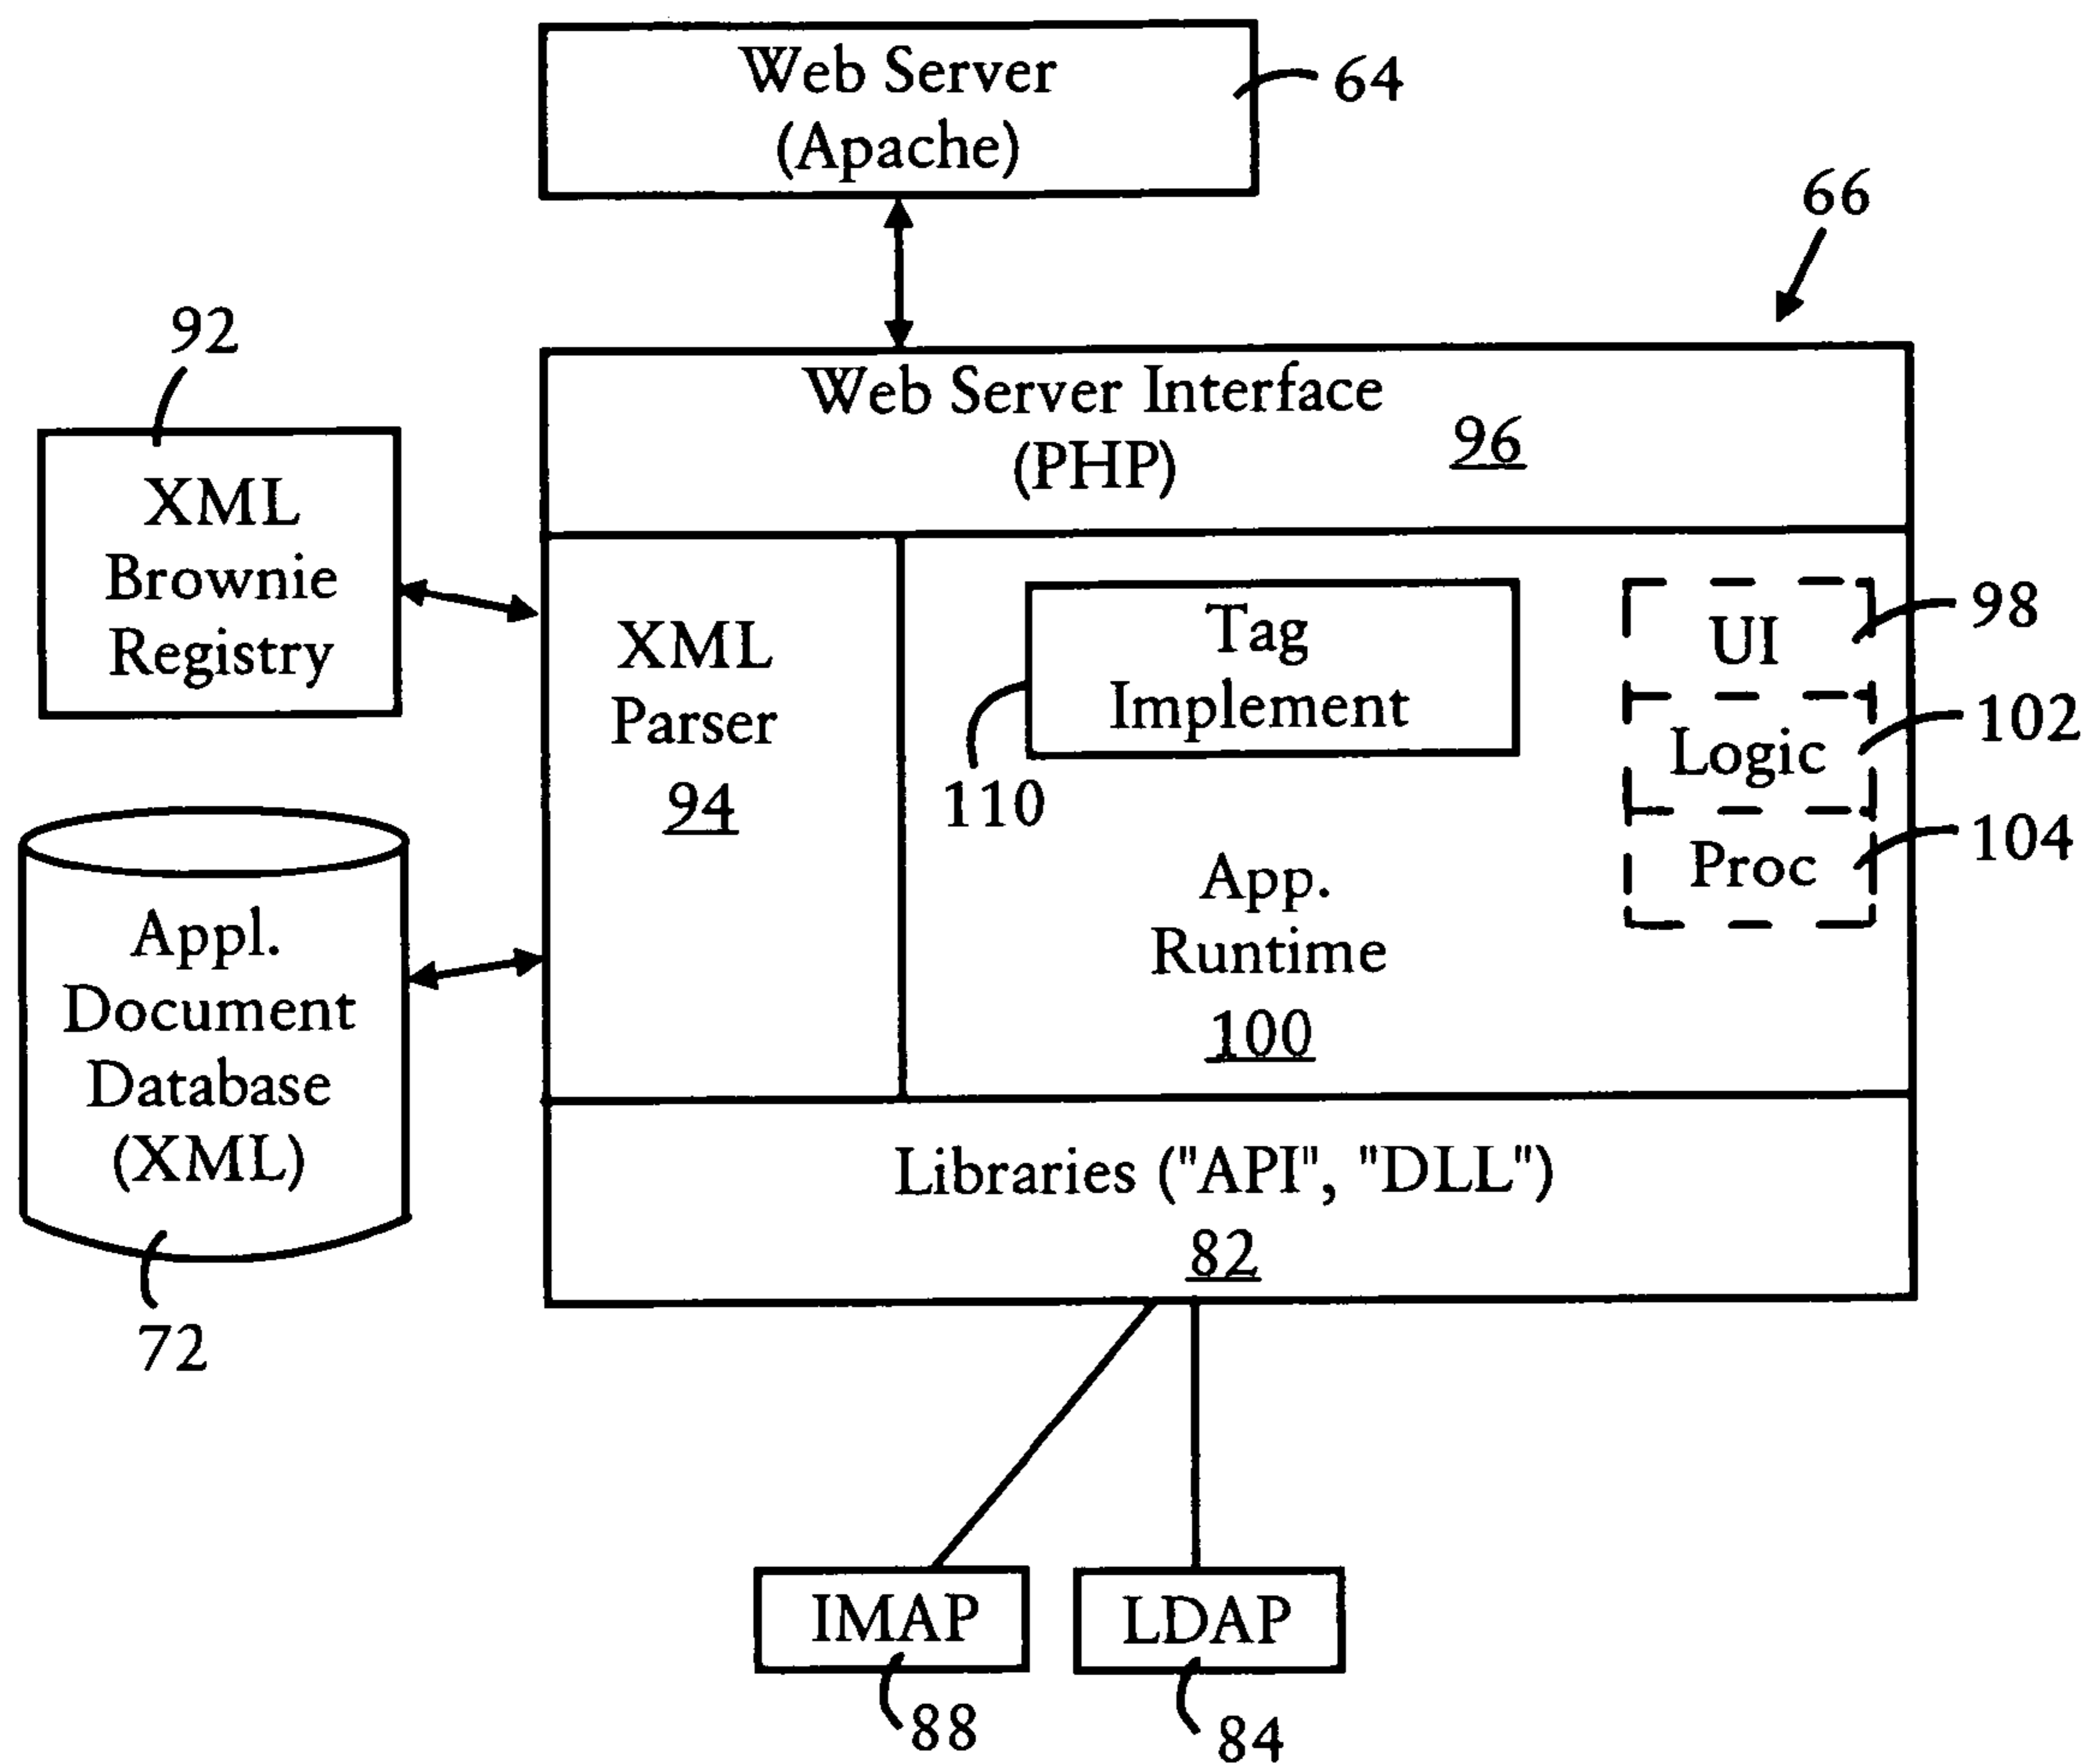 Web Server
(Apache)
64
66
92
Web Server Interface
(PHP)
96
XML
Brownie
Registry
XML
Parser
94
Tag
Implement
110
UI
98
Logic
102
Proc
104
App.
Runtime
100
Appl.
Document
Database
(XML)
72
Libraries ("API", "DLL")
82
IMAP
88
LDAP
84